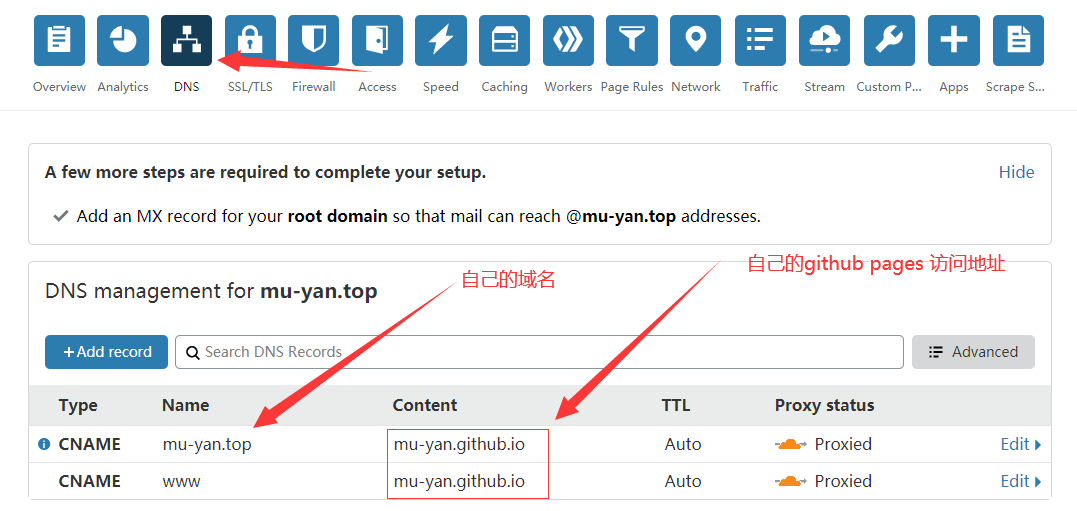 Overview Analytics DNS SSL/TLS Firewall Access Speed Caching Workers Page Rules Network Traffic Stream Custom P... Apps Scrape S...
A few more steps are required to complete your setup. Hide
Add an MX record for your root domain so that mail can reach @mu-yan.top addresses.
自己的github pages 访问地址
自己的域名
DNS management for mu-yan.top
+Add record Search DNS Records Advanced
Type Name Content TTL Proxy status
CNAME mu-yan.top mu-yan.github.io Auto Proxied Edit
CNAME www mu-yan.github.io Auto Proxied Edit